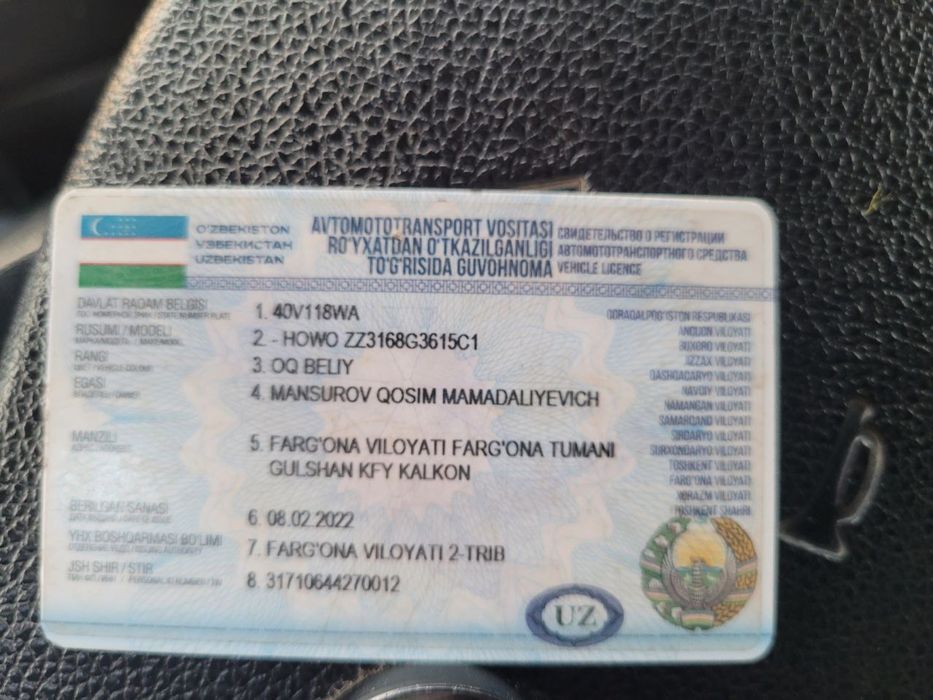 O'ZBEKISTON
ЎЗБЕКИСТАН
UZBEKISTAN
AVTOMOTOTRANSPORT VOSITASI
RO'YXATDAN O'TKAZILGANLIGI
TO'G'RISIDA GUVOHNOMA
СВИДЕТЕЛЬСТВО О РЕГИСТРАЦИИ
АВТОМОТОТРАНСПОРТНОГО СРЕДСТВА
VEHICLE LICENCE
DAVLAT RAQAM BELGISI
1. 40V118WA
RUSUMI / MODELI
2. - HOWO ZZ3168G3615C1
RANGI
3. OQ BELIY
EGASI
4. MANSUROV QOSIM MAMADALIYEVICH
MANZILI
5. FARG'ONA VILOYATI FARG'ONA TUMANI
GULSHAN KFY KALKON
BERILGAN SANASI
6. 08.02.2022
YHX BOSHQARMASI BO'LIMI
7. FARG'ONA VILOYATI 2-TRIB
JSH SHIR / STIR
8. 31710644270012
QORAQALPOG'ISTON RESPUBLIKASI
ANDIJON VILOYATI
BUXORO VILOYATI
JIZZAX VILOYATI
QASHQADARYO VILOYATI
NAVOIY VILOYATI
NAMANGAN VILOYATI
SAMARQAND VILOYATI
SIRDARYO VILOYATI
SURXONDARYO VILOYATI
TOSHKENT VILOYATI
FARG'ONA VILOYATI
XORAZM VILOYATI
TOSHKENT SHAHRI
UZ